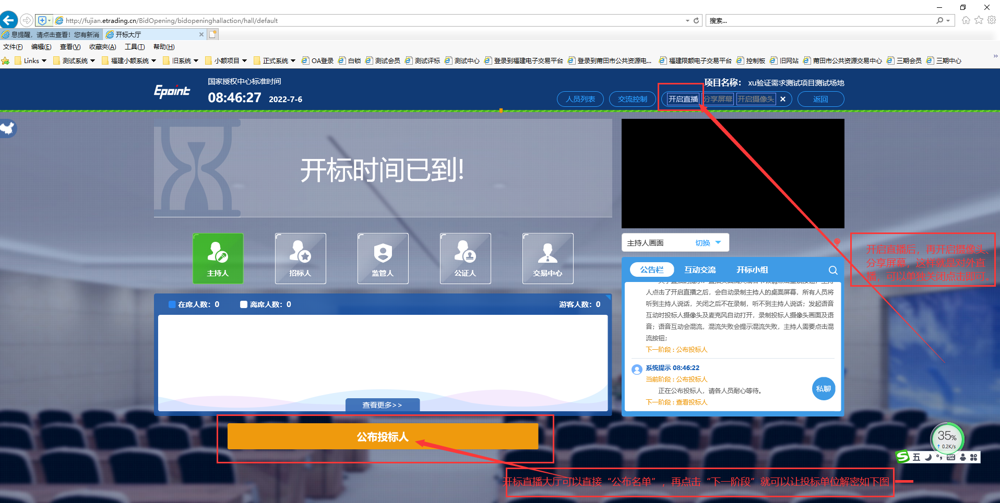 http://fujian.etrading.cn/BidOpening/bidopeninghallaction/hall/default
搜索...
息提醒，请点击查看！您有新消
开标大厅
文件(F) 编辑(E) 查看(V) 收藏夹(A) 工具(T) 帮助(H)
Links 测试系统 福建小额系统 旧系统 小额项目 正式系统 OA登录 白锁 测试会员 测试评标 测试中心 登录到福建电子交易平台 登录到莆田市公共资源电... 福建限额电子交易平台 控制板 旧网站 莆田市公共资源交易中心 三期会员 三期中心
Epoint
国家授权中心标准时间
08:46:27 2022-7-6
项目名称： xu验证需求测试项目测试场地
人员列表 交流控制 开启直播 分享屏幕 开启摄像头 返回
开标时间已到!
主持人 招标人 监管人 公证人 交易中心
主持人画面 切换
开启直播后，再开启摄像头、
分享屏幕，这样就是对外直
播，可以单独关闭点击即可。
公告栏 互动交流 开标小组
人点击了开启直播之后，会自动录制主持人的桌面屏幕，所有人员将
听到主持人说话，关闭之后不在录制，听不到主持人说话；发起语音
互动时投标人摄像头及麦克风自动打开，录制投标人摄像头画面及语
音；语音互动会混流，混流失败会提示混流失败，主持人需要点击混
流按钮；
下一阶段：公布投标人
系统提示 08:46:22
当前阶段：公布投标人
正在公布投标人，请各人员耐心等待。
下一阶段：查看投标人
私聊
在席人数：0 离席人数：0 游客人数：0
查看更多>>
公布投标人
35%
0.2K/s
五
开标直播大厅可以直接“公布名单”，再点击“下一阶段”就可以让投标单位解密如下图